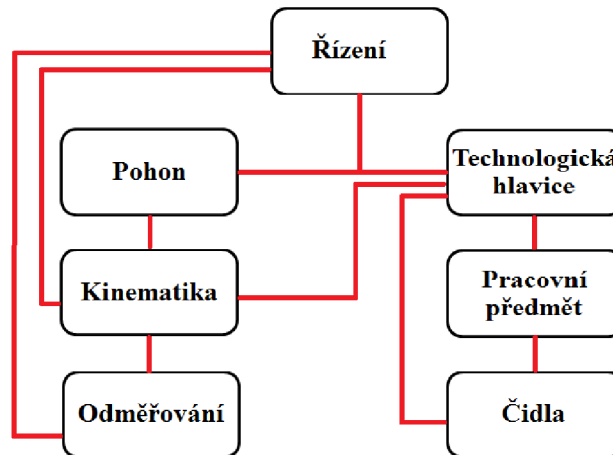 Řízení
Pohon
Technologická
hlavice
Kinematika
Pracovní
předmět
Odměřování
Čidla